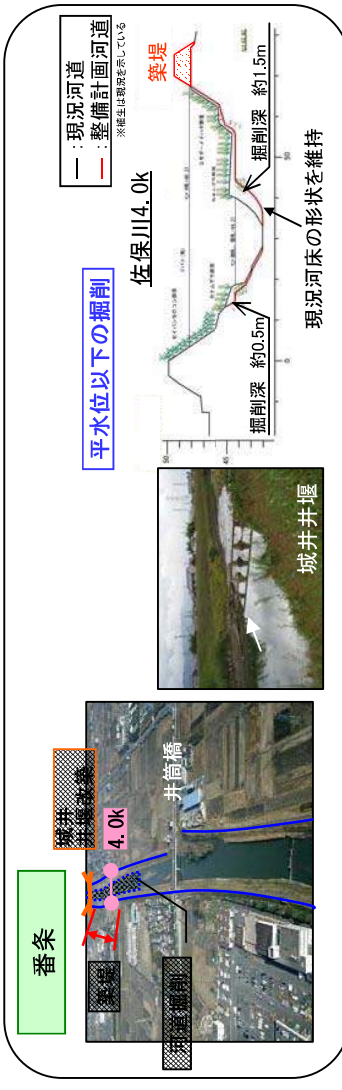 番条
城井
井堰改築
4.0k
築堤
河道掘削
井筒橋
城井井堰
平水位以下の掘削
佐保川4.0k
―:現況河道
―:整備計画河道
※植生は現況を示している
築堤
掘削深 約0.5m
掘削深 約1.5m
現況河床の形状を維持
50
45
0
50